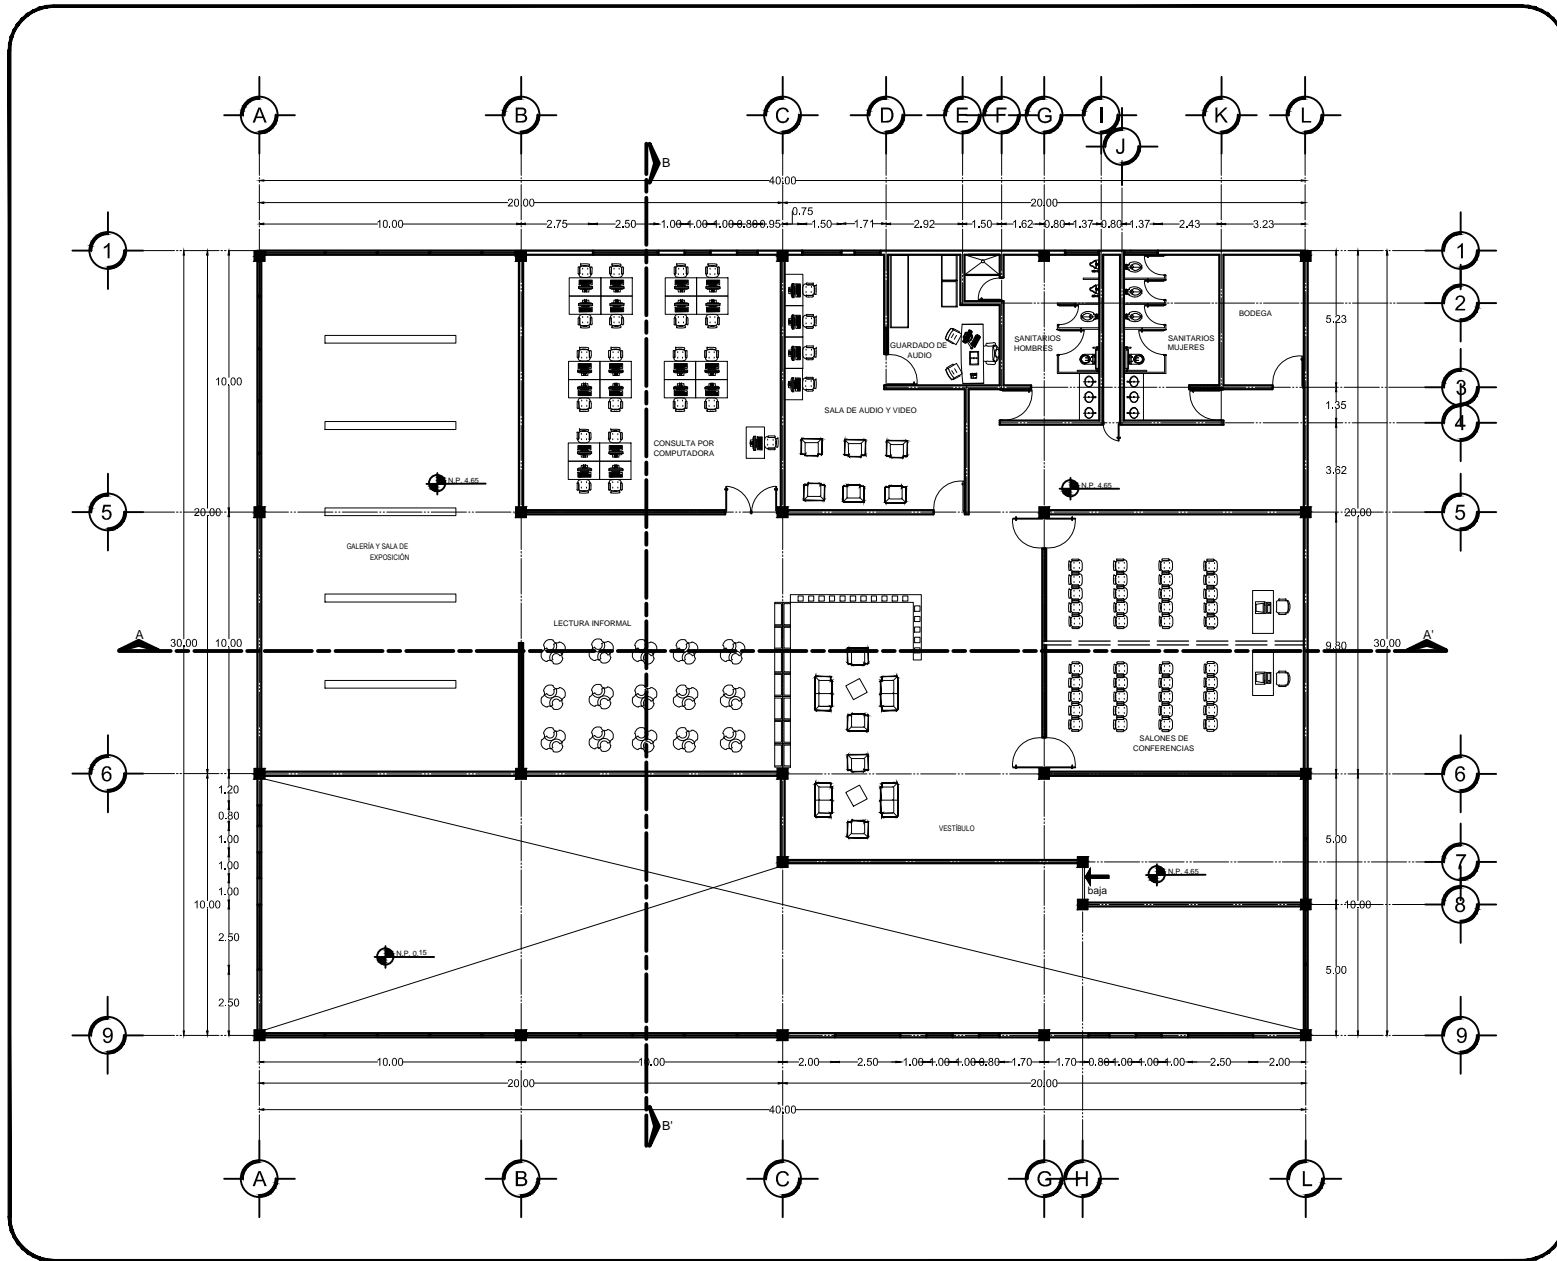 A B C D E F G I K L
J
B
40.00
20.00 20.00
0.75
10.00 2.75 2.50 1.00 1.00 1.00 0.80 0.95 1.50 1.71 2.92 1.50 1.62 0.80 1.37 0.80 1.37 2.43 3.23
1 1
2
BODEGA
5.23
SANITARIOS
HOMBRES
SANITARIOS
MUJERES
GUARDADO DE
AUDIO
10.00
3
1.35
SALA DE AUDIO Y VIDEO
4
CONSULTA POR
COMPUTADORA
3.62
N.P. 4.65
N.P. 4.65
5 20.00 20.00 5
GALERÍA Y SALA DE
EXPOSICIÓN
LECTURA INFORMAL
A A'
30.00 10.00 9.80 30.00
SALONES DE
CONFERENCIAS
6 6
1.20
0.80
VESTÍBULO
1.00
5.00
1.00
7
N.P. 4.65
baja
1.00
10.00 10.00
8
2.50
N.P. 0.15
5.00
2.50
9 9
10.00 10.00 2.00 2.50 1.00 1.00 1.00 0.80 1.70 1.70 0.80 1.00 1.00 1.00 2.50 2.00
20.00 20.00
40.00
B'
A B C G H L